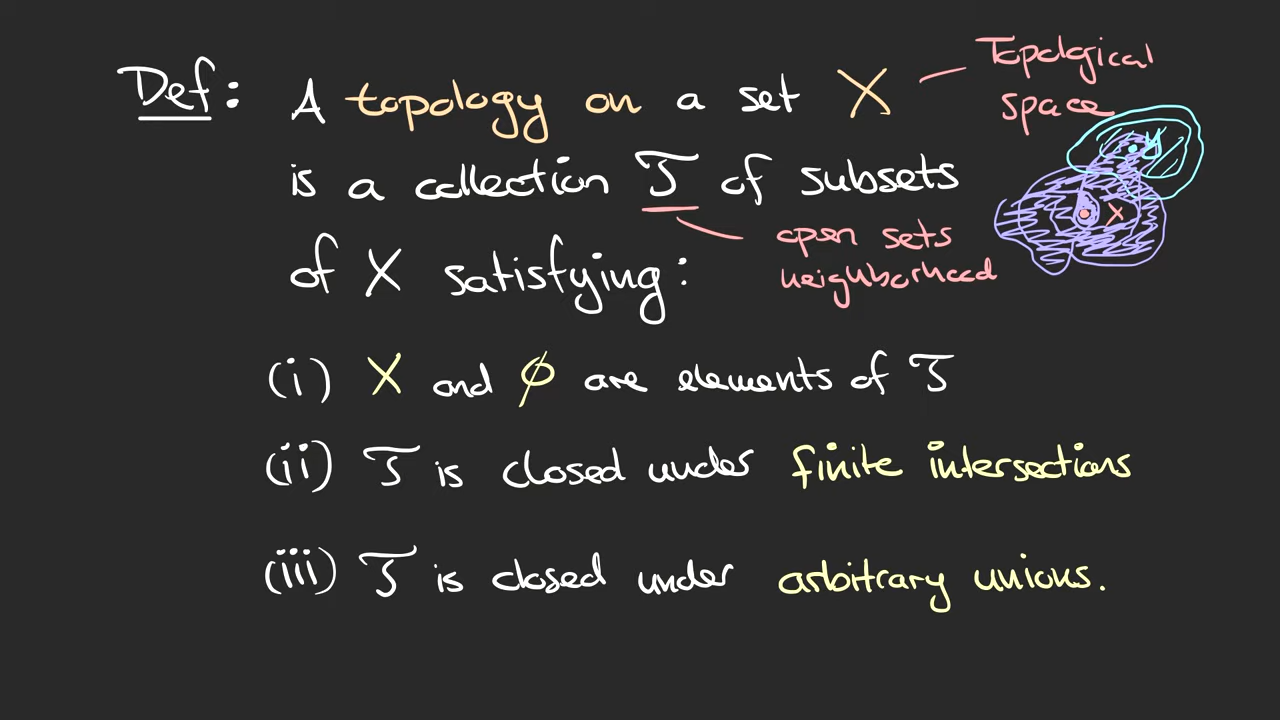 Def: A topology on a set X
Topological
space
is a collection 𝒯 of subsets
y
x
open sets
neighborhood
of X satisfying:
(i) X and ∅ are elements of 𝒯
(ii) 𝒯 is closed under finite intersections
(iii) 𝒯 is closed under arbitrary unions.